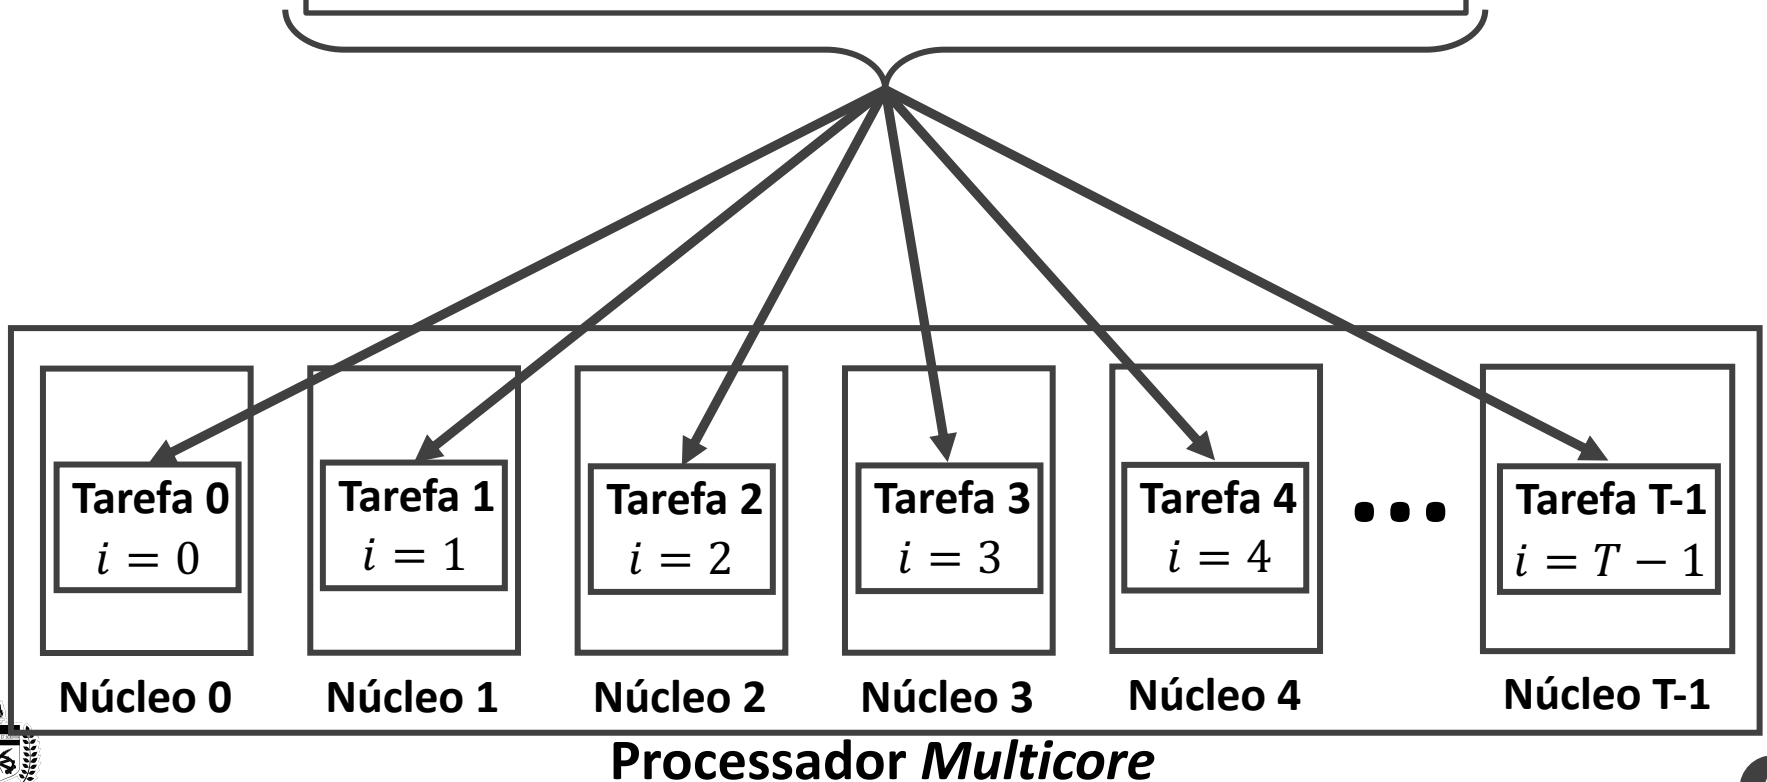 Tarefa 0
i = 0
Tarefa 1
i = 1
Tarefa 2
i = 2
Tarefa 3
i = 3
Tarefa 4
i = 4
...
Tarefa T-1
i = T − 1
Núcleo 0
Núcleo 1
Núcleo 2
Núcleo 3
Núcleo 4
Núcleo T-1
Processador Multicore